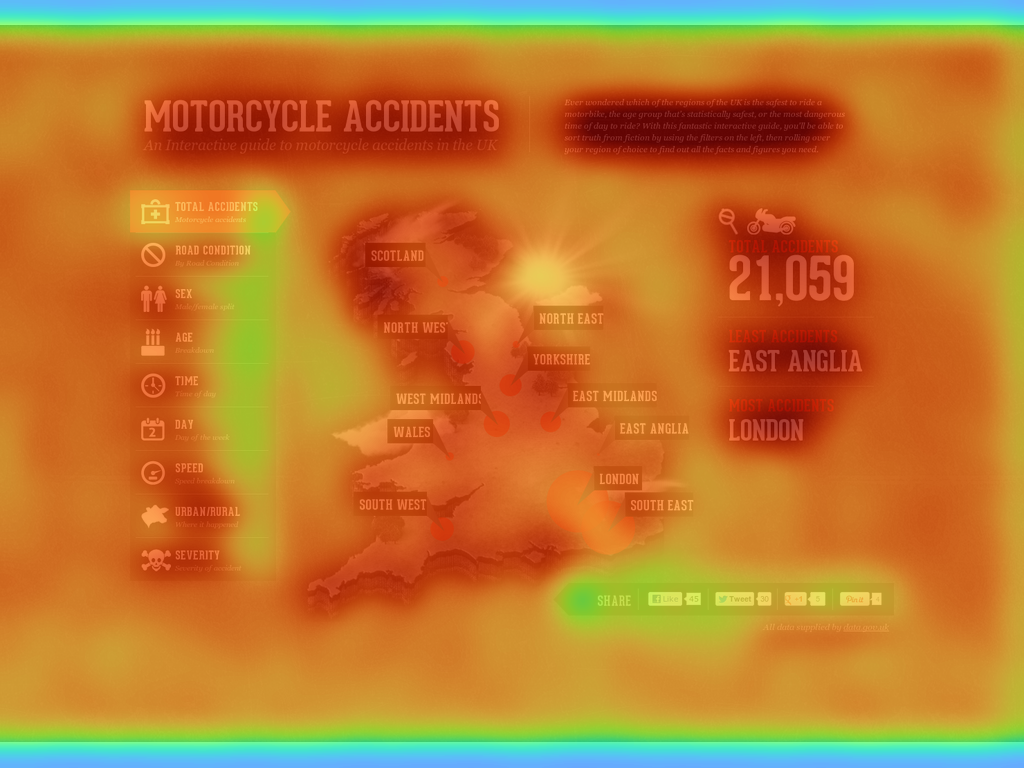 MOTORCYCLE ACCIDENTS
An Interactive guide to motorcycle accidents in the UK
Ever wondered which of the regions of the UK is the safest to ride a
motorbike, the age group that's statistically safest, or the most dangerous
time of day to ride? With this fantastic interactive guide, you'll be able to
sort truth from fiction by using the filters on the left, then rolling over
your region of choice to find out all the facts and figures you need.
TOTAL ACCIDENTS
Motorcycle accidents
ROAD CONDITION
By Road Condition
SEX
Male/female split
AGE
Breakdown
TIME
Time of day
DAY
2
Day of the week
SPEED
Speed breakdown
URBAN/RURAL
Where it happened
SEVERITY
Severity of accident
SCOTLAND
NORTH EAST
NORTH WES
YORKSHIRE
WEST MIDLANDS
EAST MIDLANDS
WALES
EAST ANGLIA
LONDON
SOUTH WEST
SOUTH EAST
TOTAL ACCIDENTS
21,059
LEAST ACCIDENTS
EAST ANGLIA
MOST ACCIDENTS
LONDON
SHARE
Like 45
Tweet 30
+1 5
Pin it
All data supplied by data.gov.uk